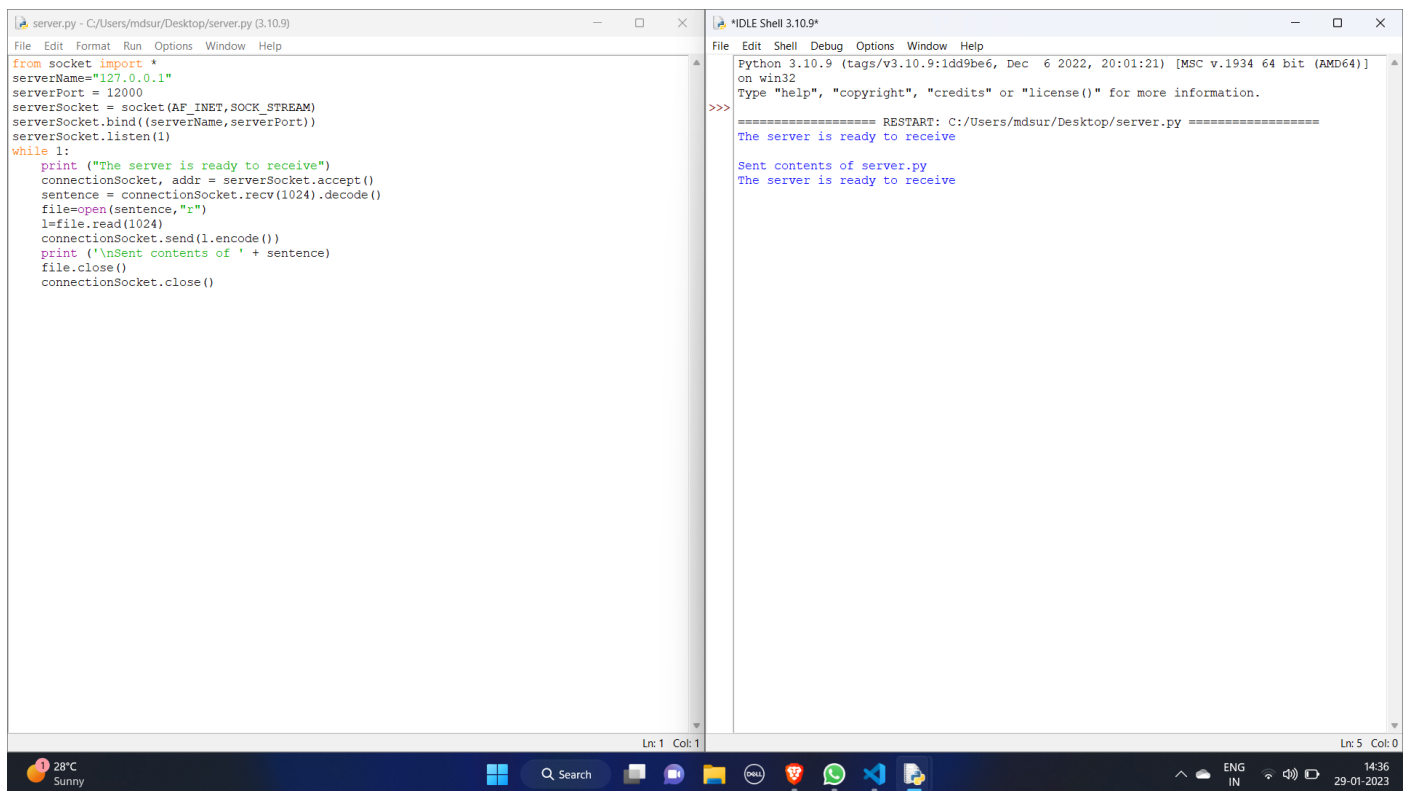 server.py - C:/Users/mdsur/Desktop/server.py (3.10.9)
File Edit Format Run Options Window Help
from socket import *
serverName="127.0.0.1"
serverPort = 12000
serverSocket = socket(AF_INET,SOCK_STREAM)
serverSocket.bind((serverName,serverPort))
serverSocket.listen(1)
while 1:
    print ("The server is ready to receive")
    connectionSocket, addr = serverSocket.accept()
    sentence = connectionSocket.recv(1024).decode()
    file=open(sentence,"r")
    l=file.read(1024)
    connectionSocket.send(l.encode())
    print ('\nSent contents of ' + sentence)
    file.close()
    connectionSocket.close()
Ln: 1 Col: 1
*IDLE Shell 3.10.9*
File Edit Shell Debug Options Window Help
Python 3.10.9 (tags/v3.10.9:1dd9be6, Dec  6 2022, 20:01:21) [MSC v.1934 64 bit (AMD64)]
on win32
Type "help", "copyright", "credits" or "license()" for more information.
>>>
=================== RESTART: C:/Users/mdsur/Desktop/server.py ==================
The server is ready to receive
Sent contents of server.py
The server is ready to receive
Ln: 5 Col: 0
1
28°C
Sunny
Search
DELL
ENG
IN
14:36
29-01-2023